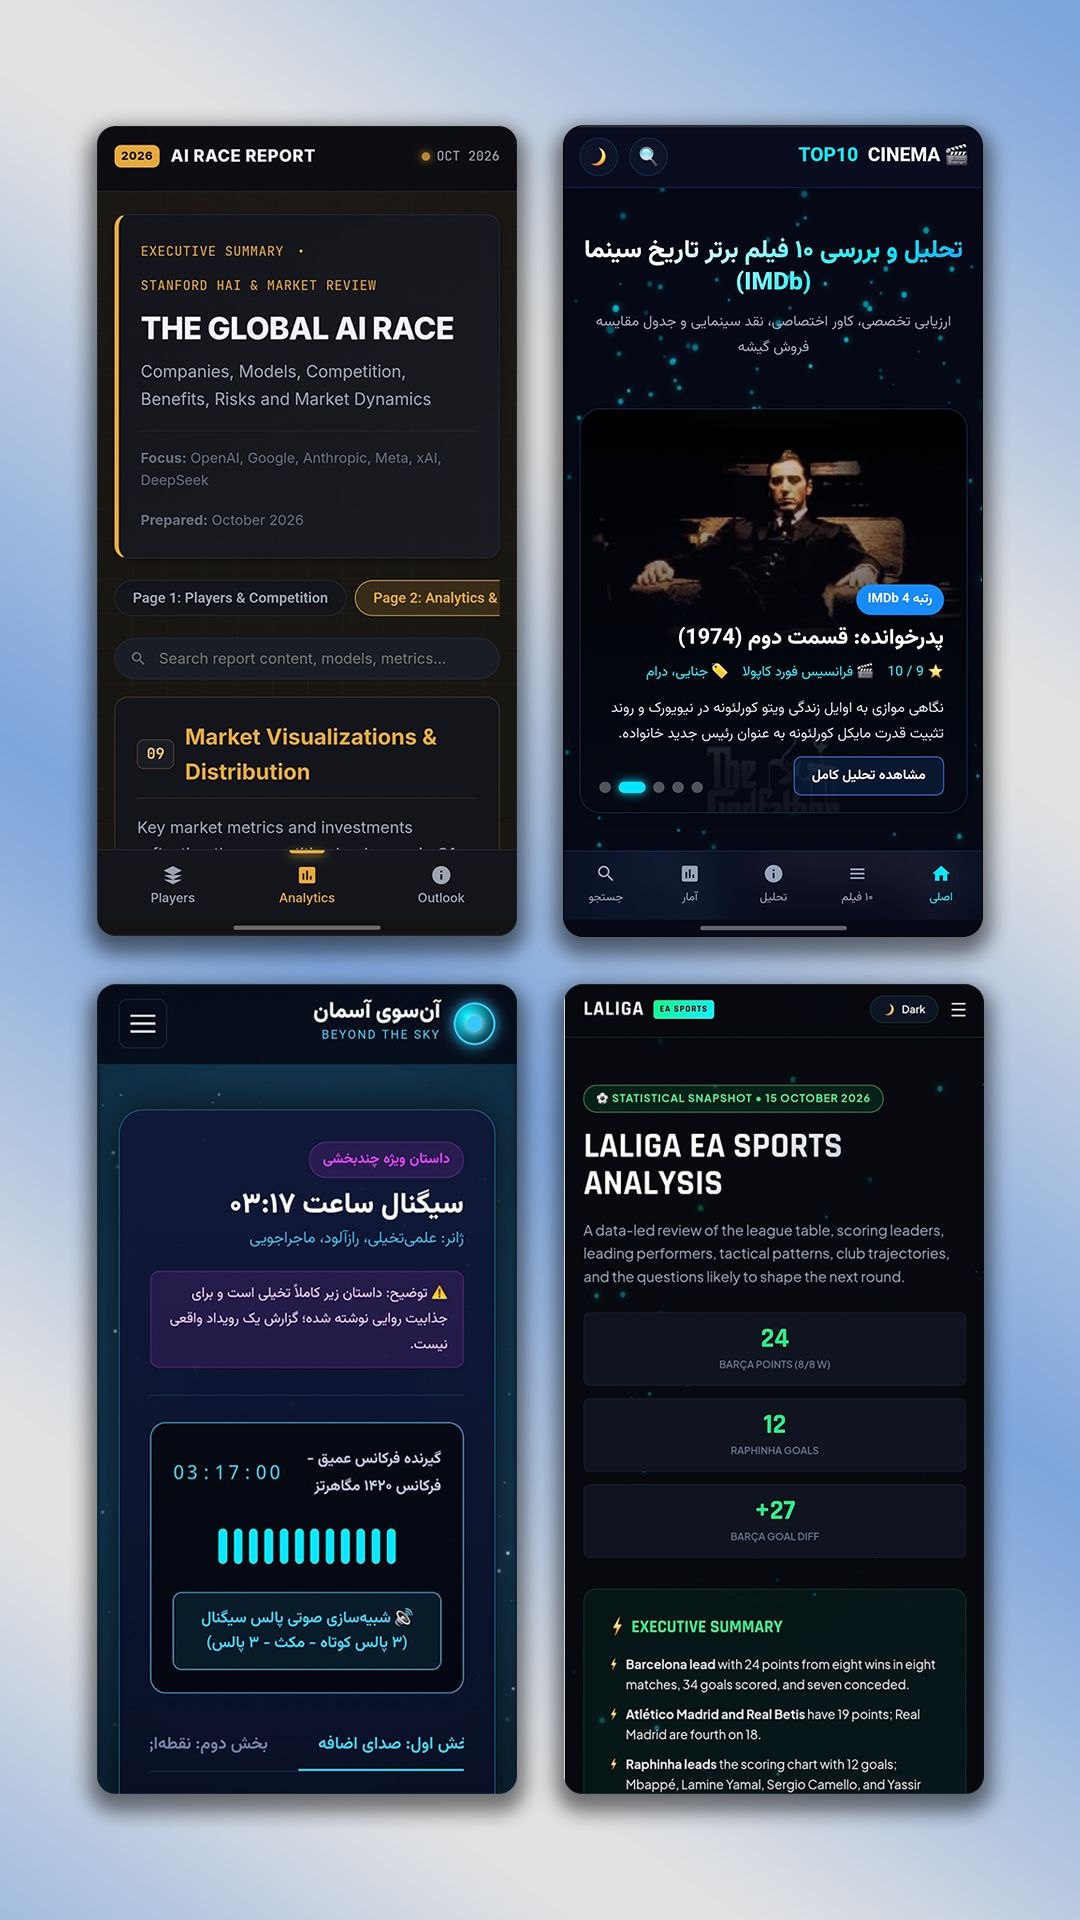 2026 AI RACE REPORT
OCT 2026
EXECUTIVE SUMMARY •
STANFORD HAI & MARKET REVIEW
THE GLOBAL AI RACE
Companies, Models, Competition,
Benefits, Risks and Market Dynamics
Focus: OpenAI, Google, Anthropic, Meta, xAI,
DeepSeek
Prepared: October 2026
Page 1: Players & Competition
Page 2: Analytics &
Search report content, models, metrics...
09
Market Visualizations &
Distribution
Key market metrics and investments
Players
Analytics
Outlook
TOP10 CINEMA 🎬
تحلیل و بررسی ۱۰ فیلم برتر تاریخ سینما
(IMDb)
ارزیابی تخصصی، کاور اختصاصی، نقد سینمایی و جدول مقایسه
فروش گیشه
رتبه 4 IMDb
پدرخوانده: قسمت دوم (1974)
⭐ 9 / 10 🎬 فرانسیس فورد کاپولا 🏷️ جنایی، درام
نگاهی موازی به اوایل زندگی ویتو کورلئونه در نیویورک و روند
تثبیت قدرت مایکل کورلئونه به عنوان رئیس جدید خانواده.
The
Godfather
مشاهده تحلیل کامل
اصلی
۱۰ فیلم
تحلیل
آمار
جستجو
آن‌سوی آسمان
BEYOND THE SKY
داستان ویژه چندبخشی
سیگنال ساعت ۰۳:۱۷
ژانر: علمی‌تخیلی، رازآلود، ماجراجویی
⚠️ توضیح: داستان زیر کاملاً تخیلی است و برای
جذابیت روایی نوشته شده؛ گزارش یک رویداد واقعی
نیست.
گیرنده فرکانس عمیق -
فرکانس ۱۴۲۰ مگاهرتز
03:17:00
🔊 شبیه‌سازی صوتی پالس سیگنال
(۳ پالس کوتاه - مکث - ۳ پالس)
بخش اول: صدای اضافه
بخش دوم:
LALIGA EA SPORTS
🌙 Dark
⚽ STATISTICAL SNAPSHOT • 15 OCTOBER 2026
LALIGA EA SPORTS
ANALYSIS
A data-led review of the league table, scoring leaders,
leading performers, tactical patterns, club trajectories,
and the questions likely to shape the next round.
24
BARÇA POINTS (8/8 W)
12
RAPHINHA GOALS
+27
BARÇA GOAL DIFF
⚡ EXECUTIVE SUMMARY
⚡ Barcelona lead with 24 points from eight wins in eight
matches, 34 goals scored, and seven conceded.
⚡ Atlético Madrid and Real Betis have 19 points; Real
Madrid are fourth on 18.
⚡ Raphinha leads the scoring chart with 12 goals;
Mbappé, Lamine Yamal, Sergio Camello, and Yassir